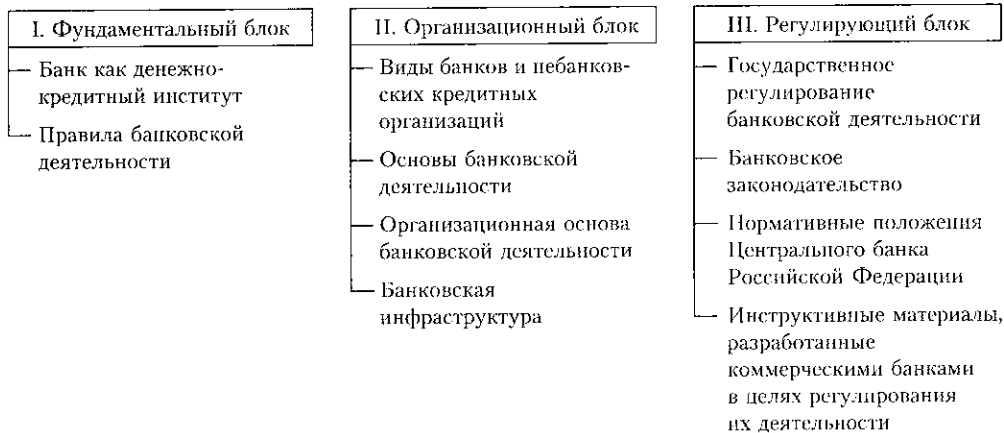 I. Фундаментальный блок
Банк как денежно-
кредитный институт
Правила банковской
деятельности
II. Организационный блок
Виды банков и небанков-
ских кредитных
организаций
Основы банковской
деятельности
Организационная основа
банковской деятельности
Банковская
инфраструктура
III. Регулирующий блок
Государственное
регулирование
банковской деятельности
Банковское
законодательство
Нормативные положения
Центрального банка
Российской Федерации
Инструктивные материалы,
разработанные
коммерческими банками
в целях регулирования
их деятельности